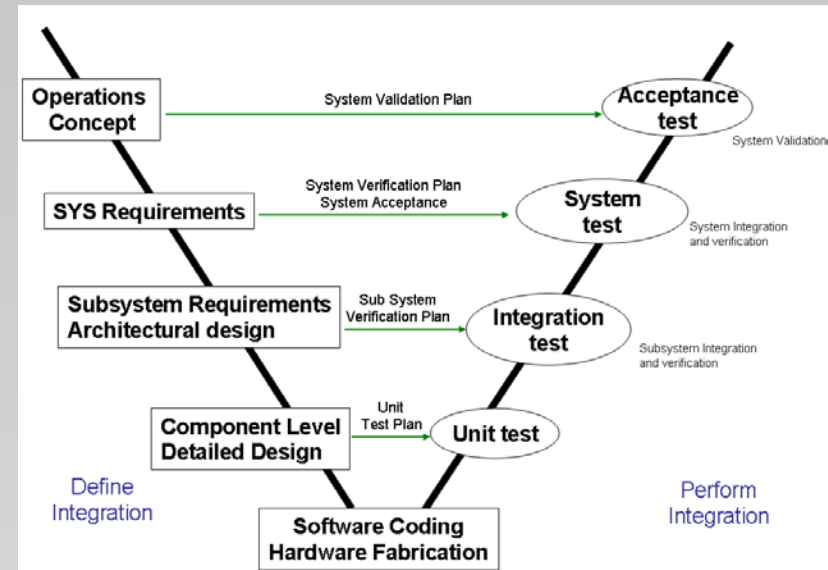 Operations
Concept
System Validation Plan
Acceptance
test
System Validation
SYS Requirements
System Verification Plan
System Acceptance
System
test
System Integration
and verification
Subsystem Requirements
Architectural design
Sub System
Verification Plan
Integration
test
Subsystem Integration
and verification
Component Level
Detailed Design
Unit
Test Plan
Unit test
Define
Integration
Perform
Integration
Software Coding
Hardware Fabrication